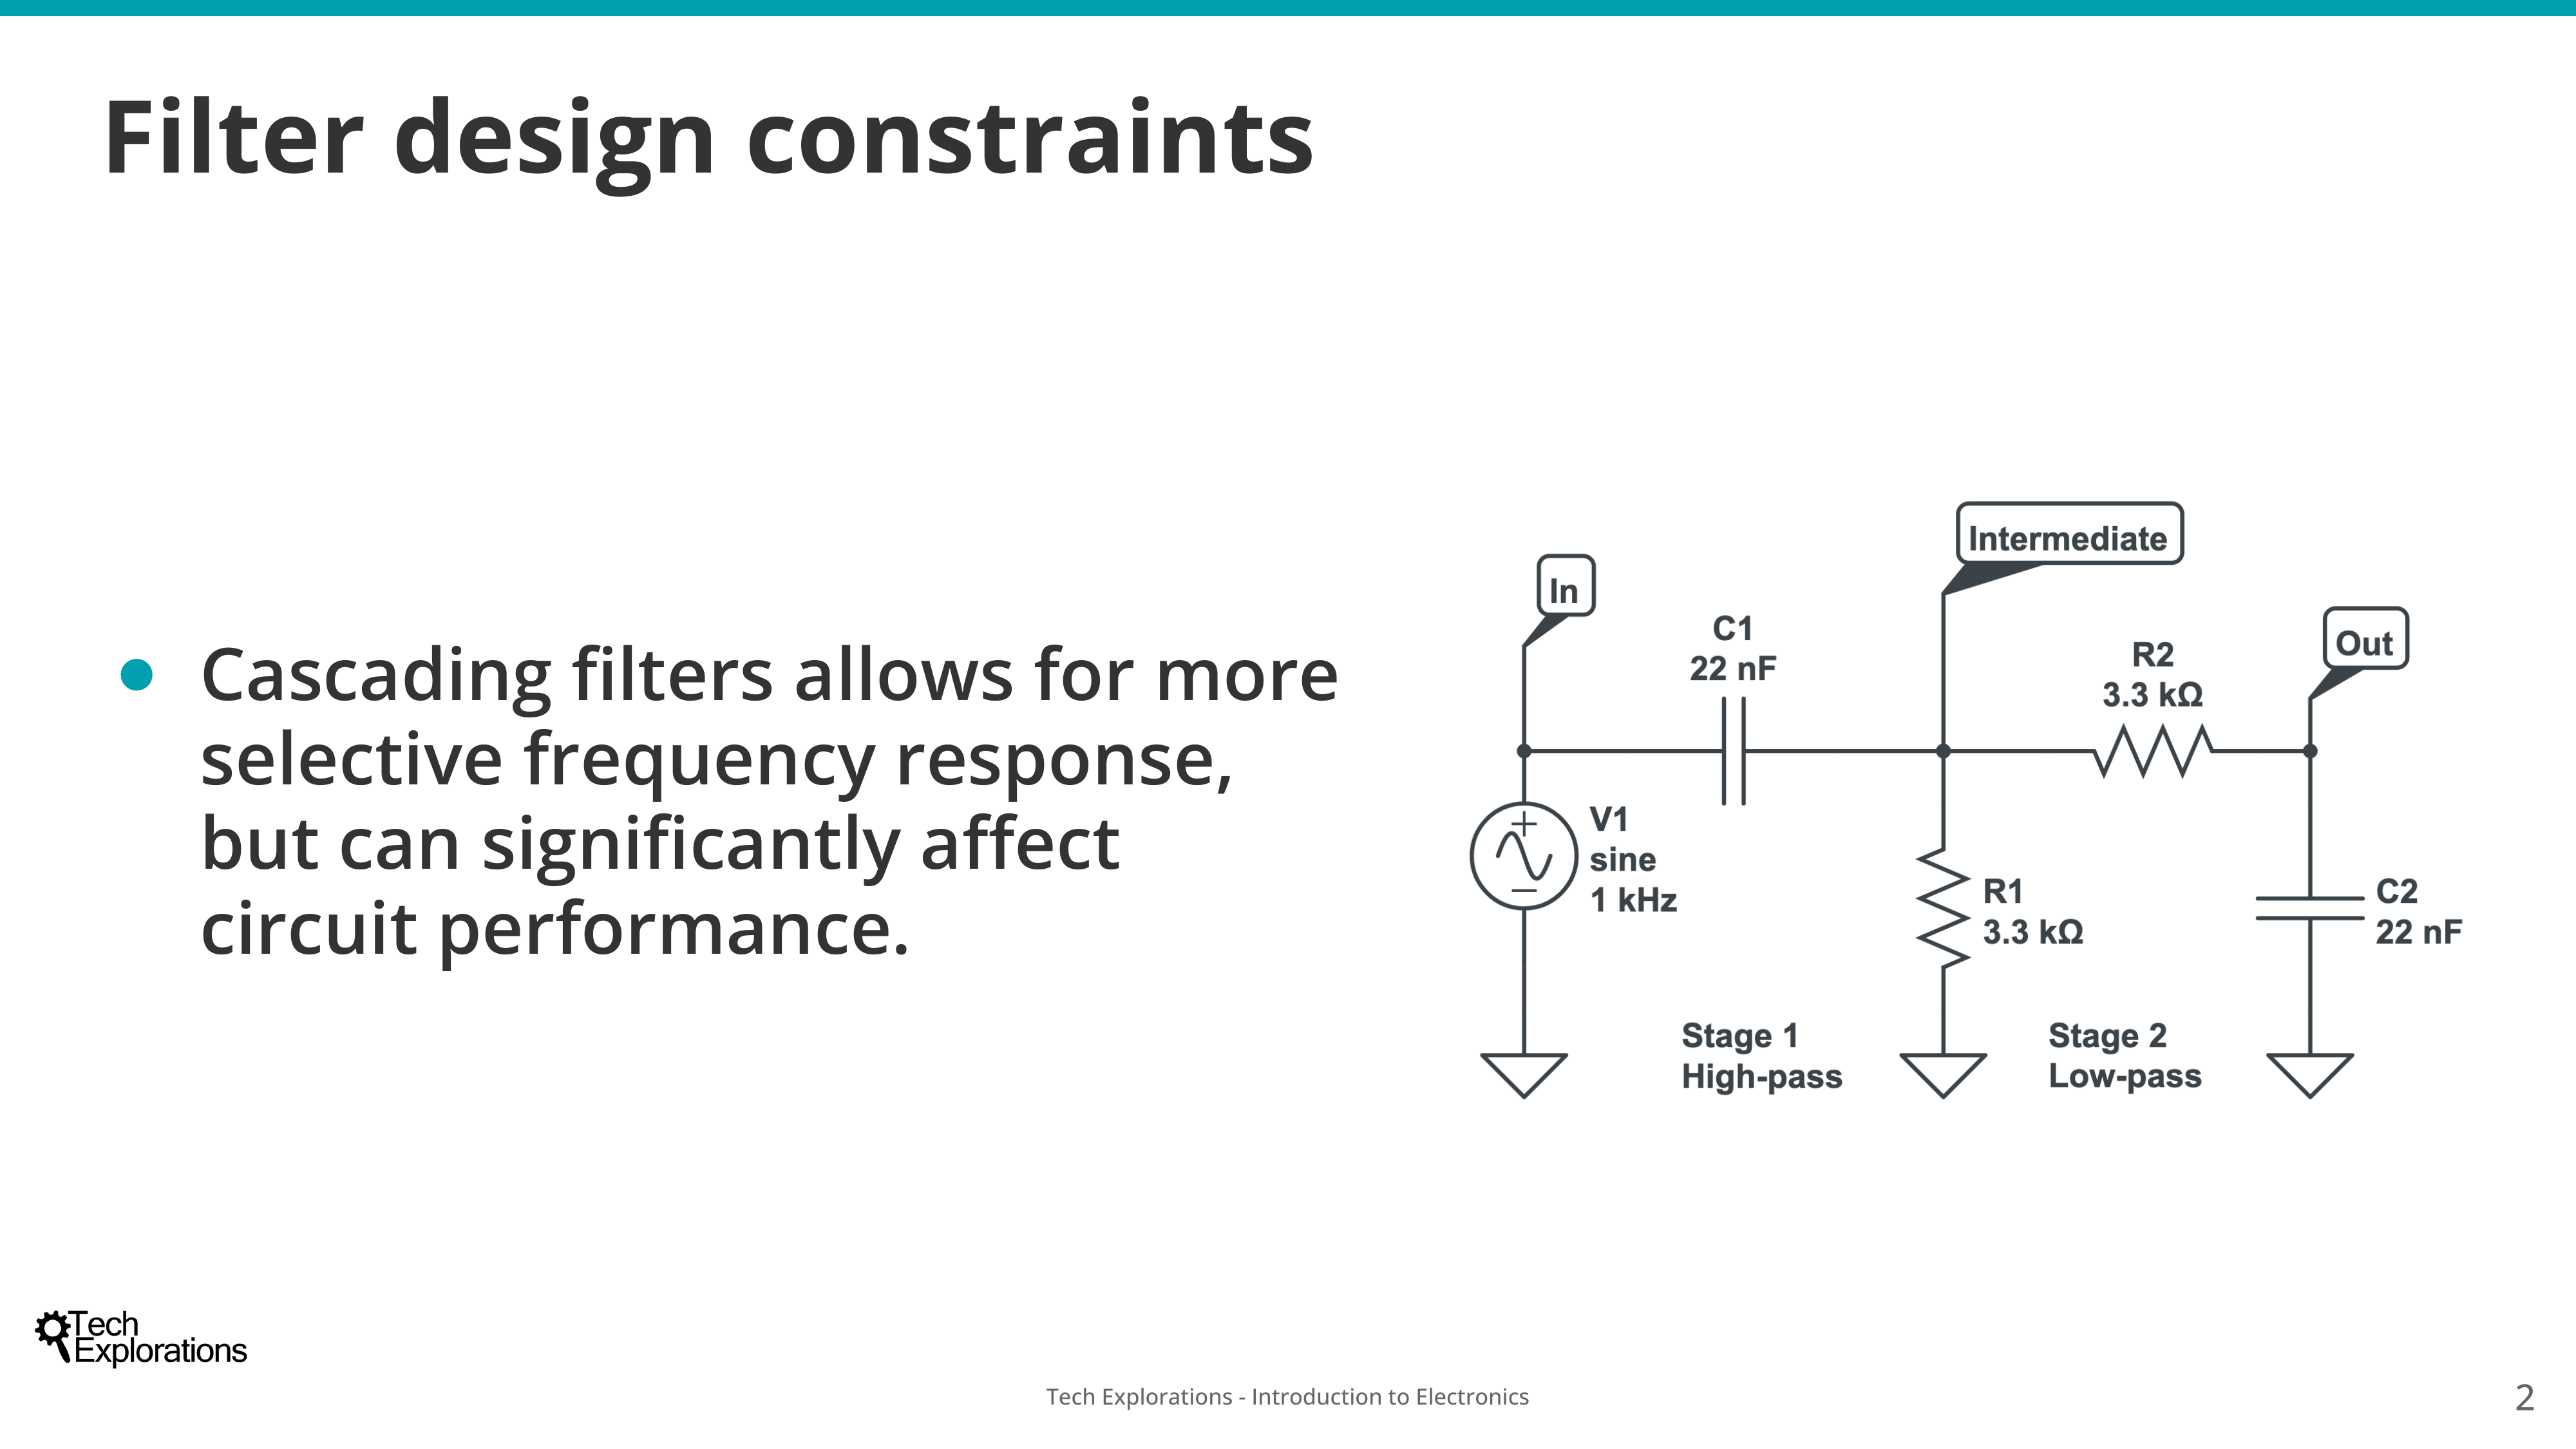 Filter design constraints
Cascading filters allows for more
selective frequency response,
but can significantly affect
circuit performance.
In
Intermediate
Out
C1
22 nF
R2
3.3 kΩ
V1
sine
1 kHz
R1
3.3 kΩ
C2
22 nF
Stage 1
High-pass
Stage 2
Low-pass
Tech
Explorations
Tech Explorations - Introduction to Electronics
2